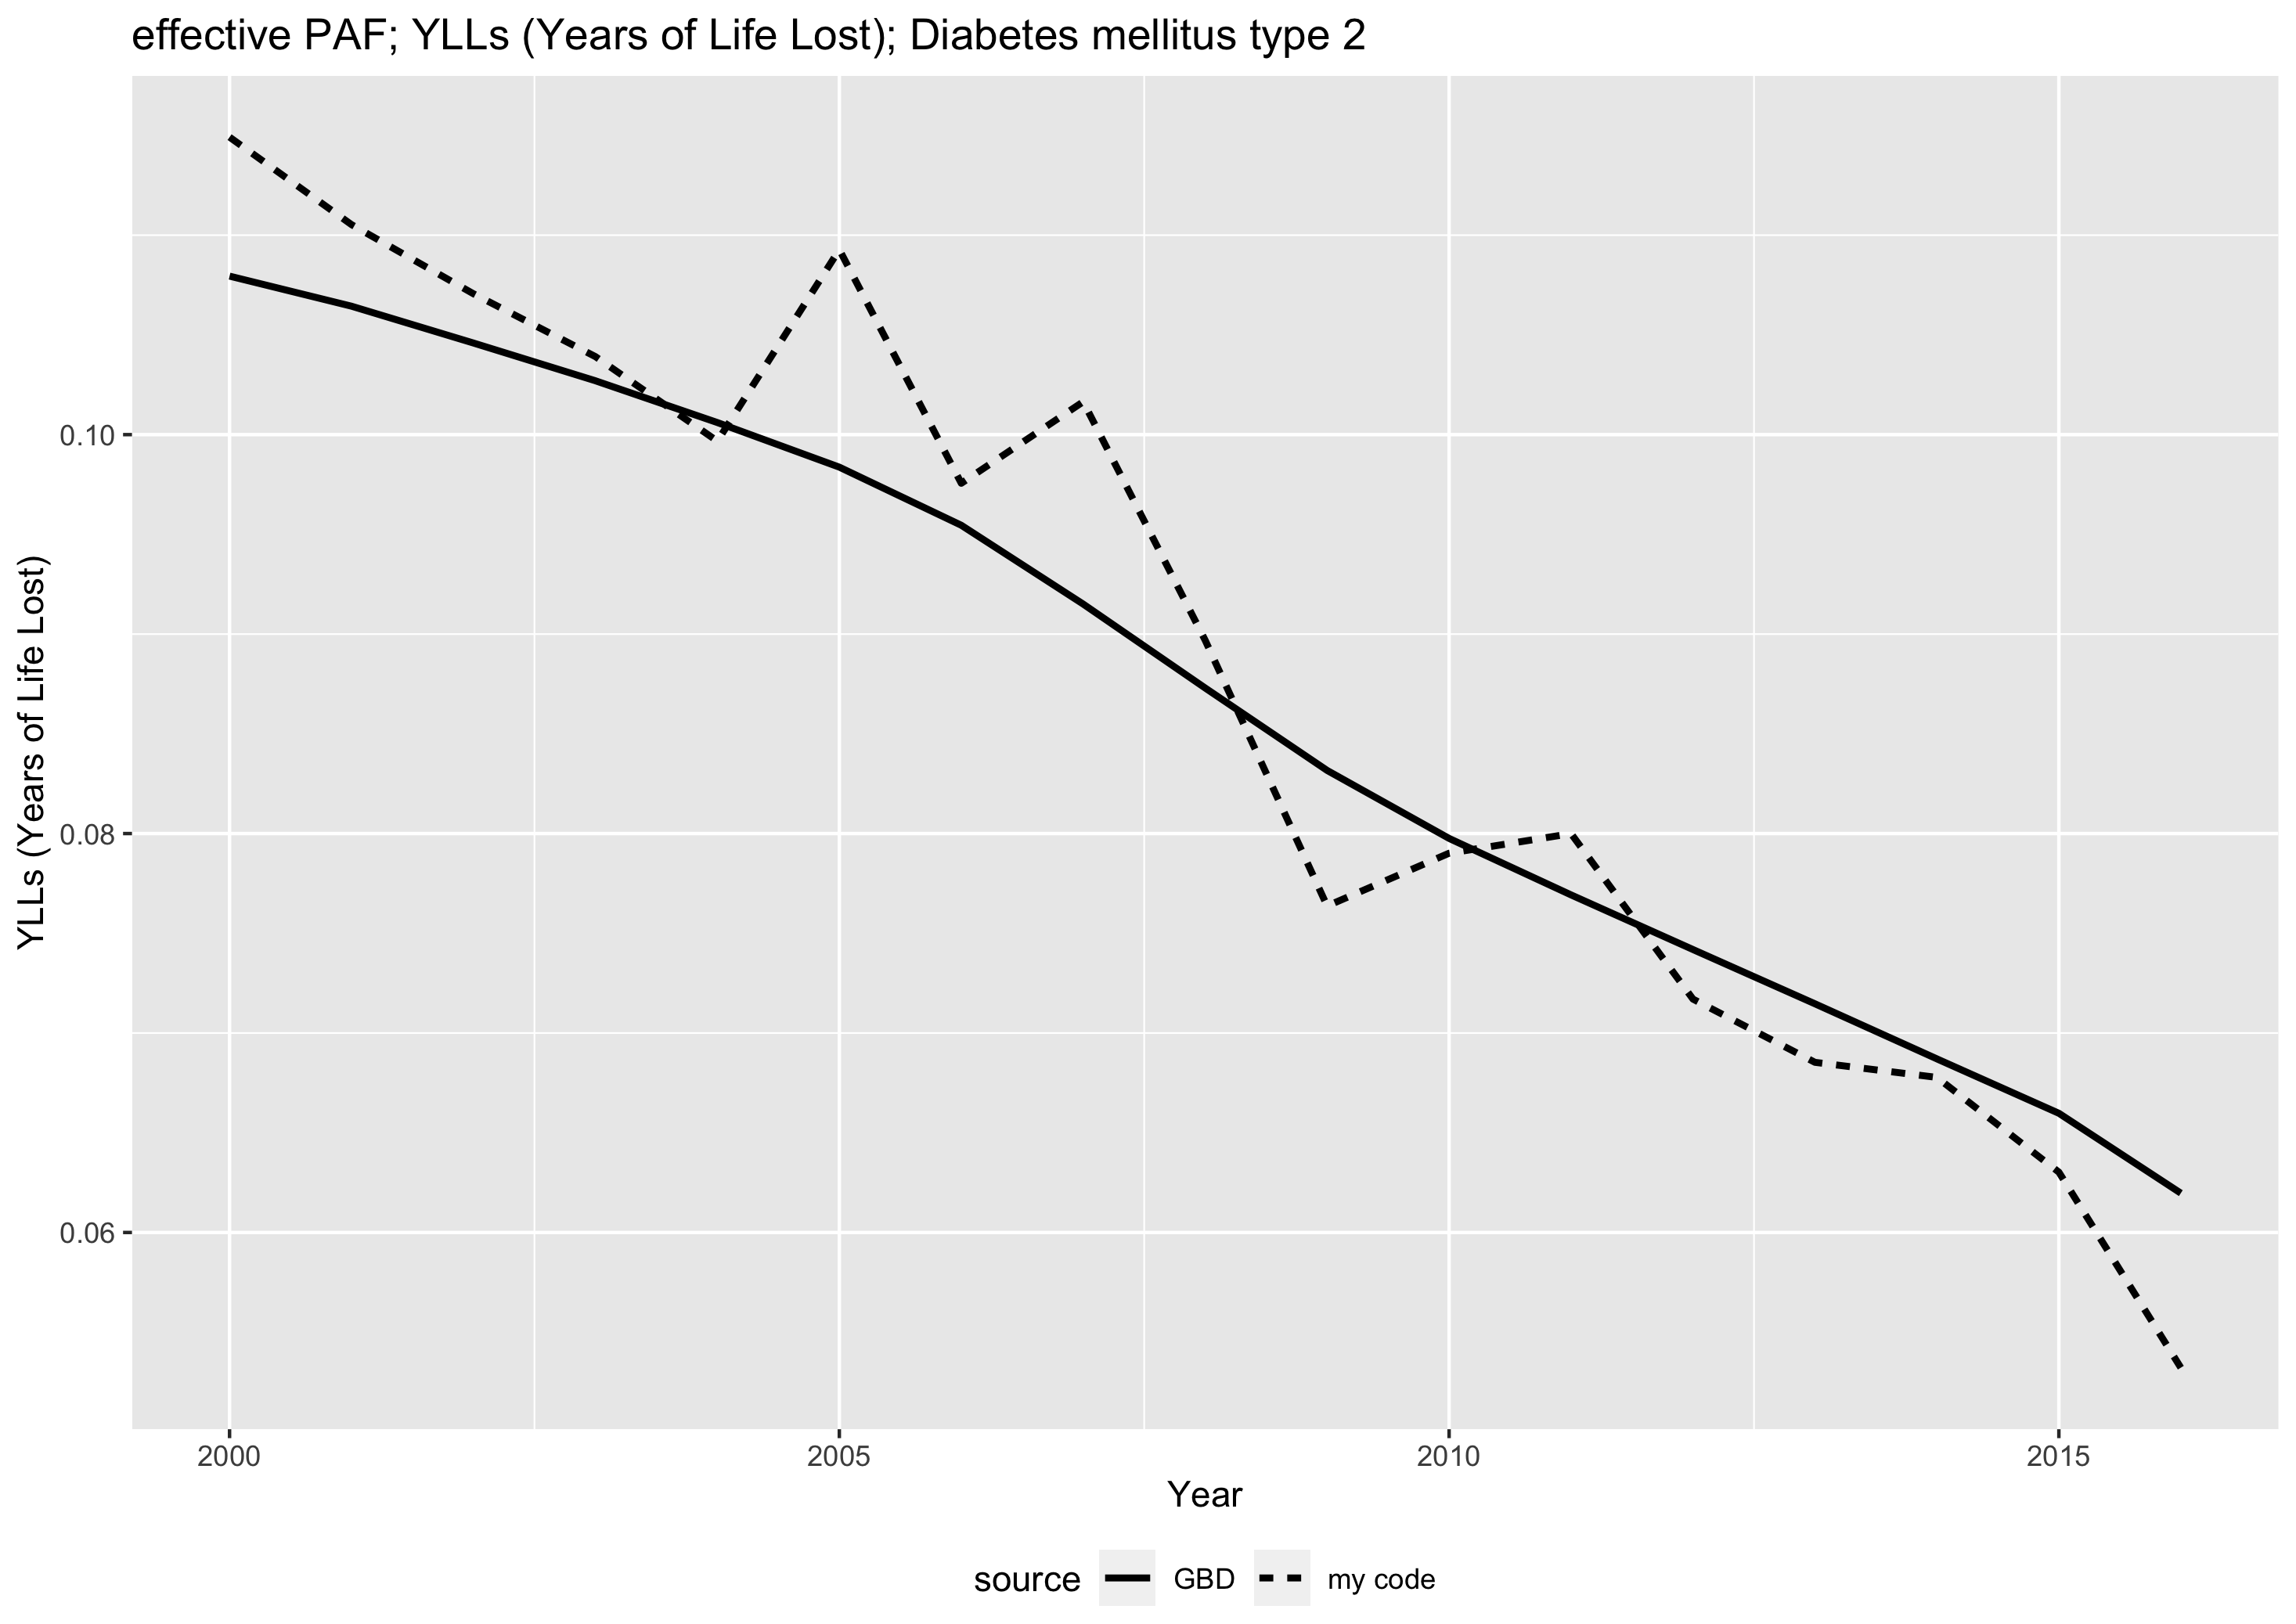 effective PAF; YLLs (Years of Life Lost); Diabetes mellitus type 2
YLLs (Years of Life Lost)
0.10
0.08
0.06
2000 2005 2010 2015
Year
source GBD my code